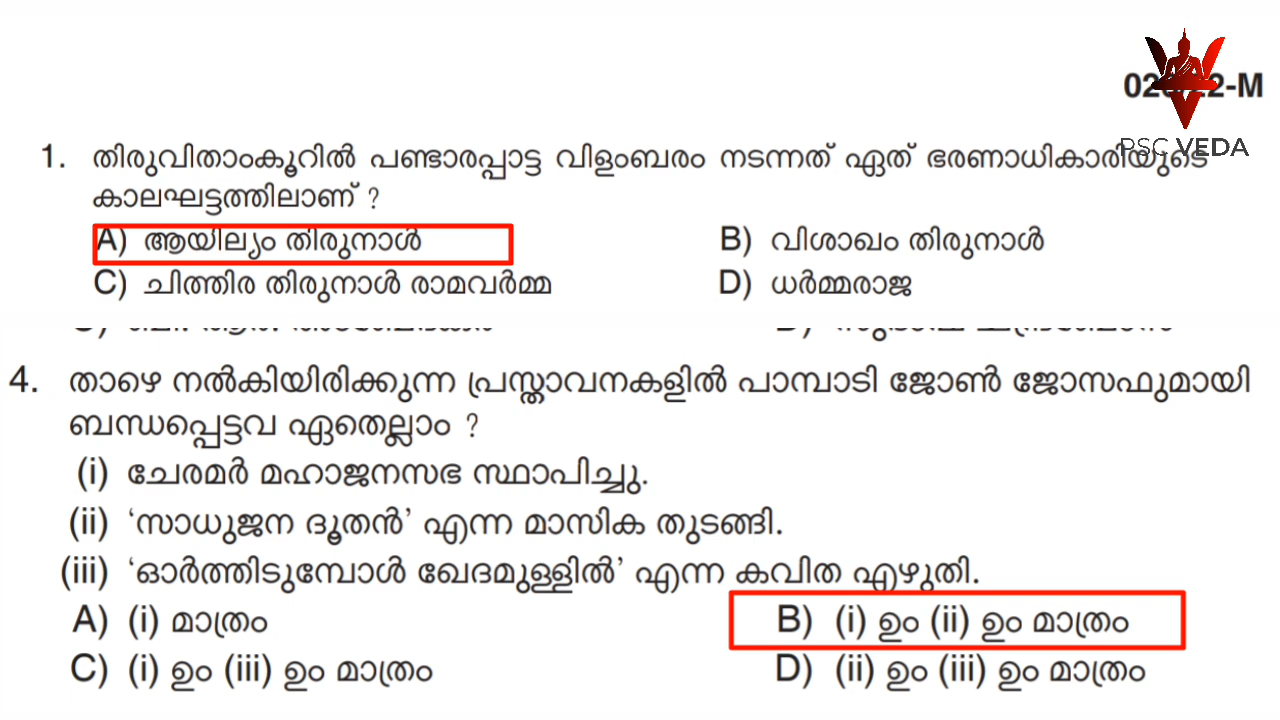 PSC VEDA
1. തിരുവിതാംകൂറിൽ പണ്ടാരപ്പാട്ട വിളംബരം നടന്നത് ഏത് ഭരണാധികാരിയുടെ
കാലഘട്ടത്തിലാണ് ?
A) ആയില്യം തിരുനാൾ B) വിശാഖം തിരുനാൾ
C) ചിത്തിര തിരുനാൾ രാമവർമ്മ D) ധർമ്മരാജ
4. താഴെ നൽകിയിരിക്കുന്ന പ്രസ്താവനകളിൽ പാമ്പാടി ജോൺ ജോസഫുമായി
ബന്ധപ്പെട്ടവ ഏതെല്ലാം ?
(i) ചേരമർ മഹാജനസഭ സ്ഥാപിച്ചു.
(ii) ‘സാധുജന ദൂതൻ’ എന്ന മാസിക തുടങ്ങി.
(iii) ‘ഓർത്തിടുമ്പോൾ ഖേദമുള്ളിൽ’ എന്ന കവിത എഴുതി.
A) (i) മാത്രം B) (i) ഉം (ii) ഉം മാത്രം
C) (i) ഉം (iii) ഉം മാത്രം D) (ii) ഉം (iii) ഉം മാത്രം